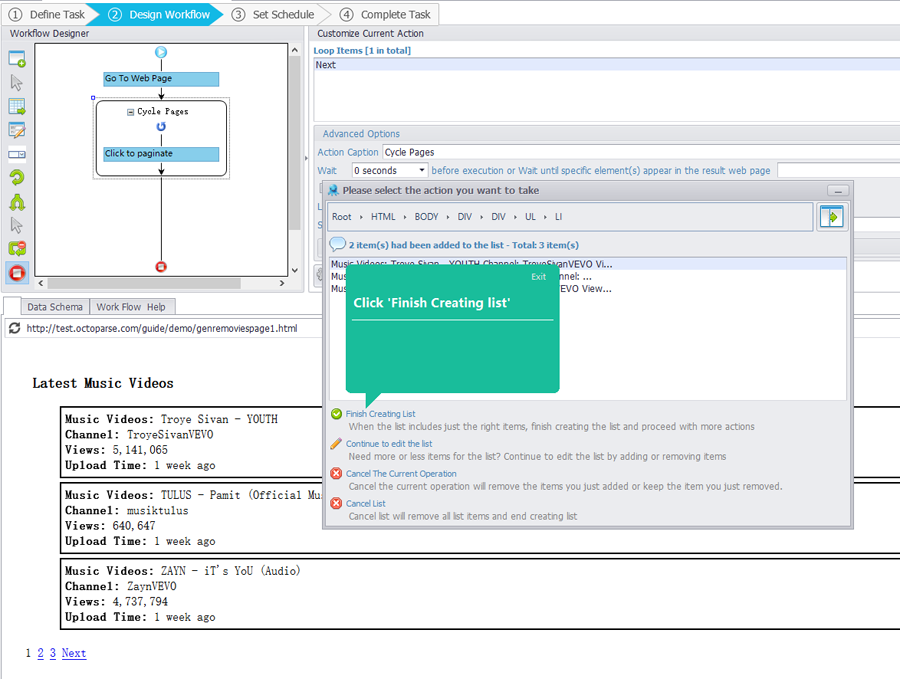 1 Define Task 2 Design Workflow 3 Set Schedule 4 Complete Task
Workflow Designer
Go To Web Page
Cycle Pages
Click to paginate
Customize Current Action
Loop Items [1 in total]
Next
Advanced Options
Action Caption Cycle Pages
Wait 0 seconds before execution or Wait until specific element(s) appear in the result web page
Please select the action you want to take
Root HTML BODY DIV DIV UL LI
2 item(s) had been added to the list - Total: 3 item(s)
Music Videos: Troye Sivan - YOUTH Channel: TroyeSivanVEVO Vi...
Exit
Click 'Finish Creating list'
Finish Creating List
When the list includes just the right items, finish creating the list and proceed with more actions
Continue to edit the list
Need more or less items for the list? Continue to edit the list by adding or removing items
Cancel The Current Operation
Cancel the current operation will remove the items you just added or keep the item you just removed.
Cancel List
Cancel list will remove all list items and end creating list
Data Schema Work Flow Help
http://test.octoparse.com/guide/demo/genremoviespage1.html
Latest Music Videos
Music Videos: Troye Sivan - YOUTH
Channel: TroyeSivanVEVO
Views: 5,141,065
Upload Time: 1 week ago
Music Videos: TULUS - Pamit (Official
Channel: musiktulus
Views: 640,647
Upload Time: 1 week ago
Music Videos: ZAYN - iT's YoU (Audio)
Channel: ZaynVEVO
Views: 4,737,794
Upload Time: 1 week ago
1 2 3 Next